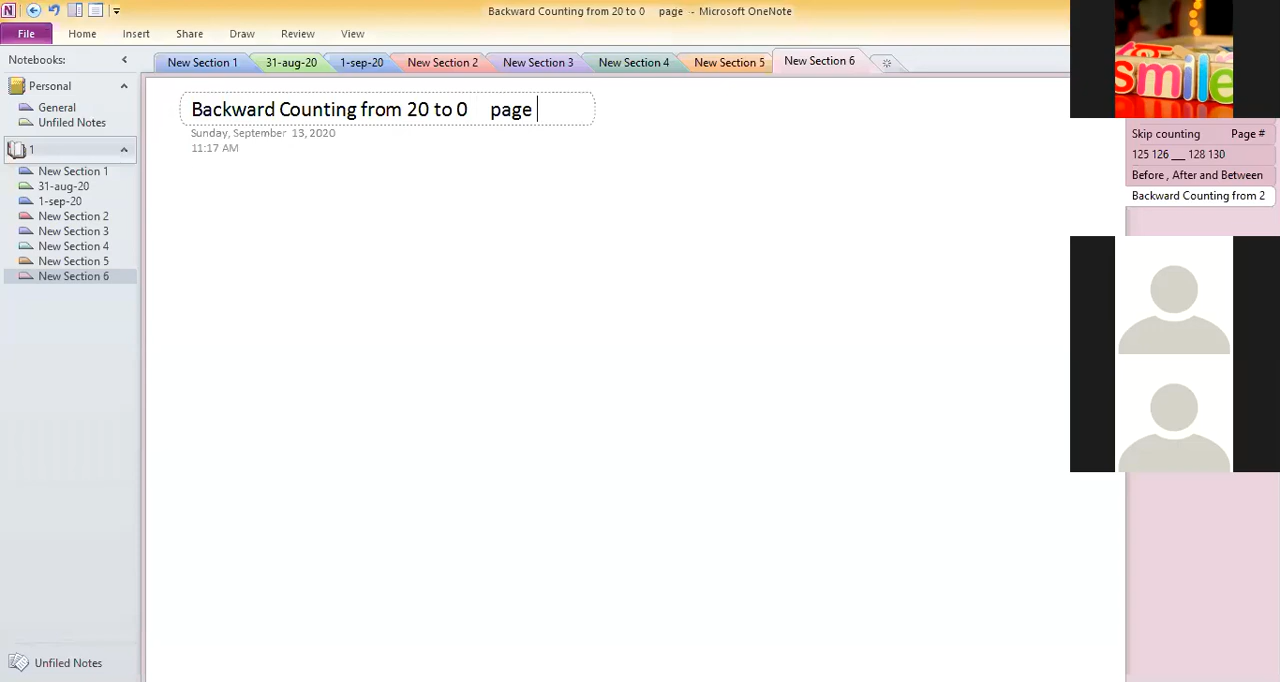 Backward Counting from 20 to 0 page - Microsoft OneNote
File Home Insert Share Draw Review View
Notebooks:
New Section 1 31-aug-20 1-sep-20 New Section 2 New Section 3 New Section 4 New Section 5 New Section 6
Personal
General
Unfiled Notes
1
New Section 1
31-aug-20
1-sep-20
New Section 2
New Section 3
New Section 4
New Section 5
New Section 6
Unfiled Notes
Backward Counting from 20 to 0 page
Sunday, September 13, 2020
11:17 AM
smile
Skip counting Page #
125 126 __ 128 130
Before , After and Between
Backward Counting from 2